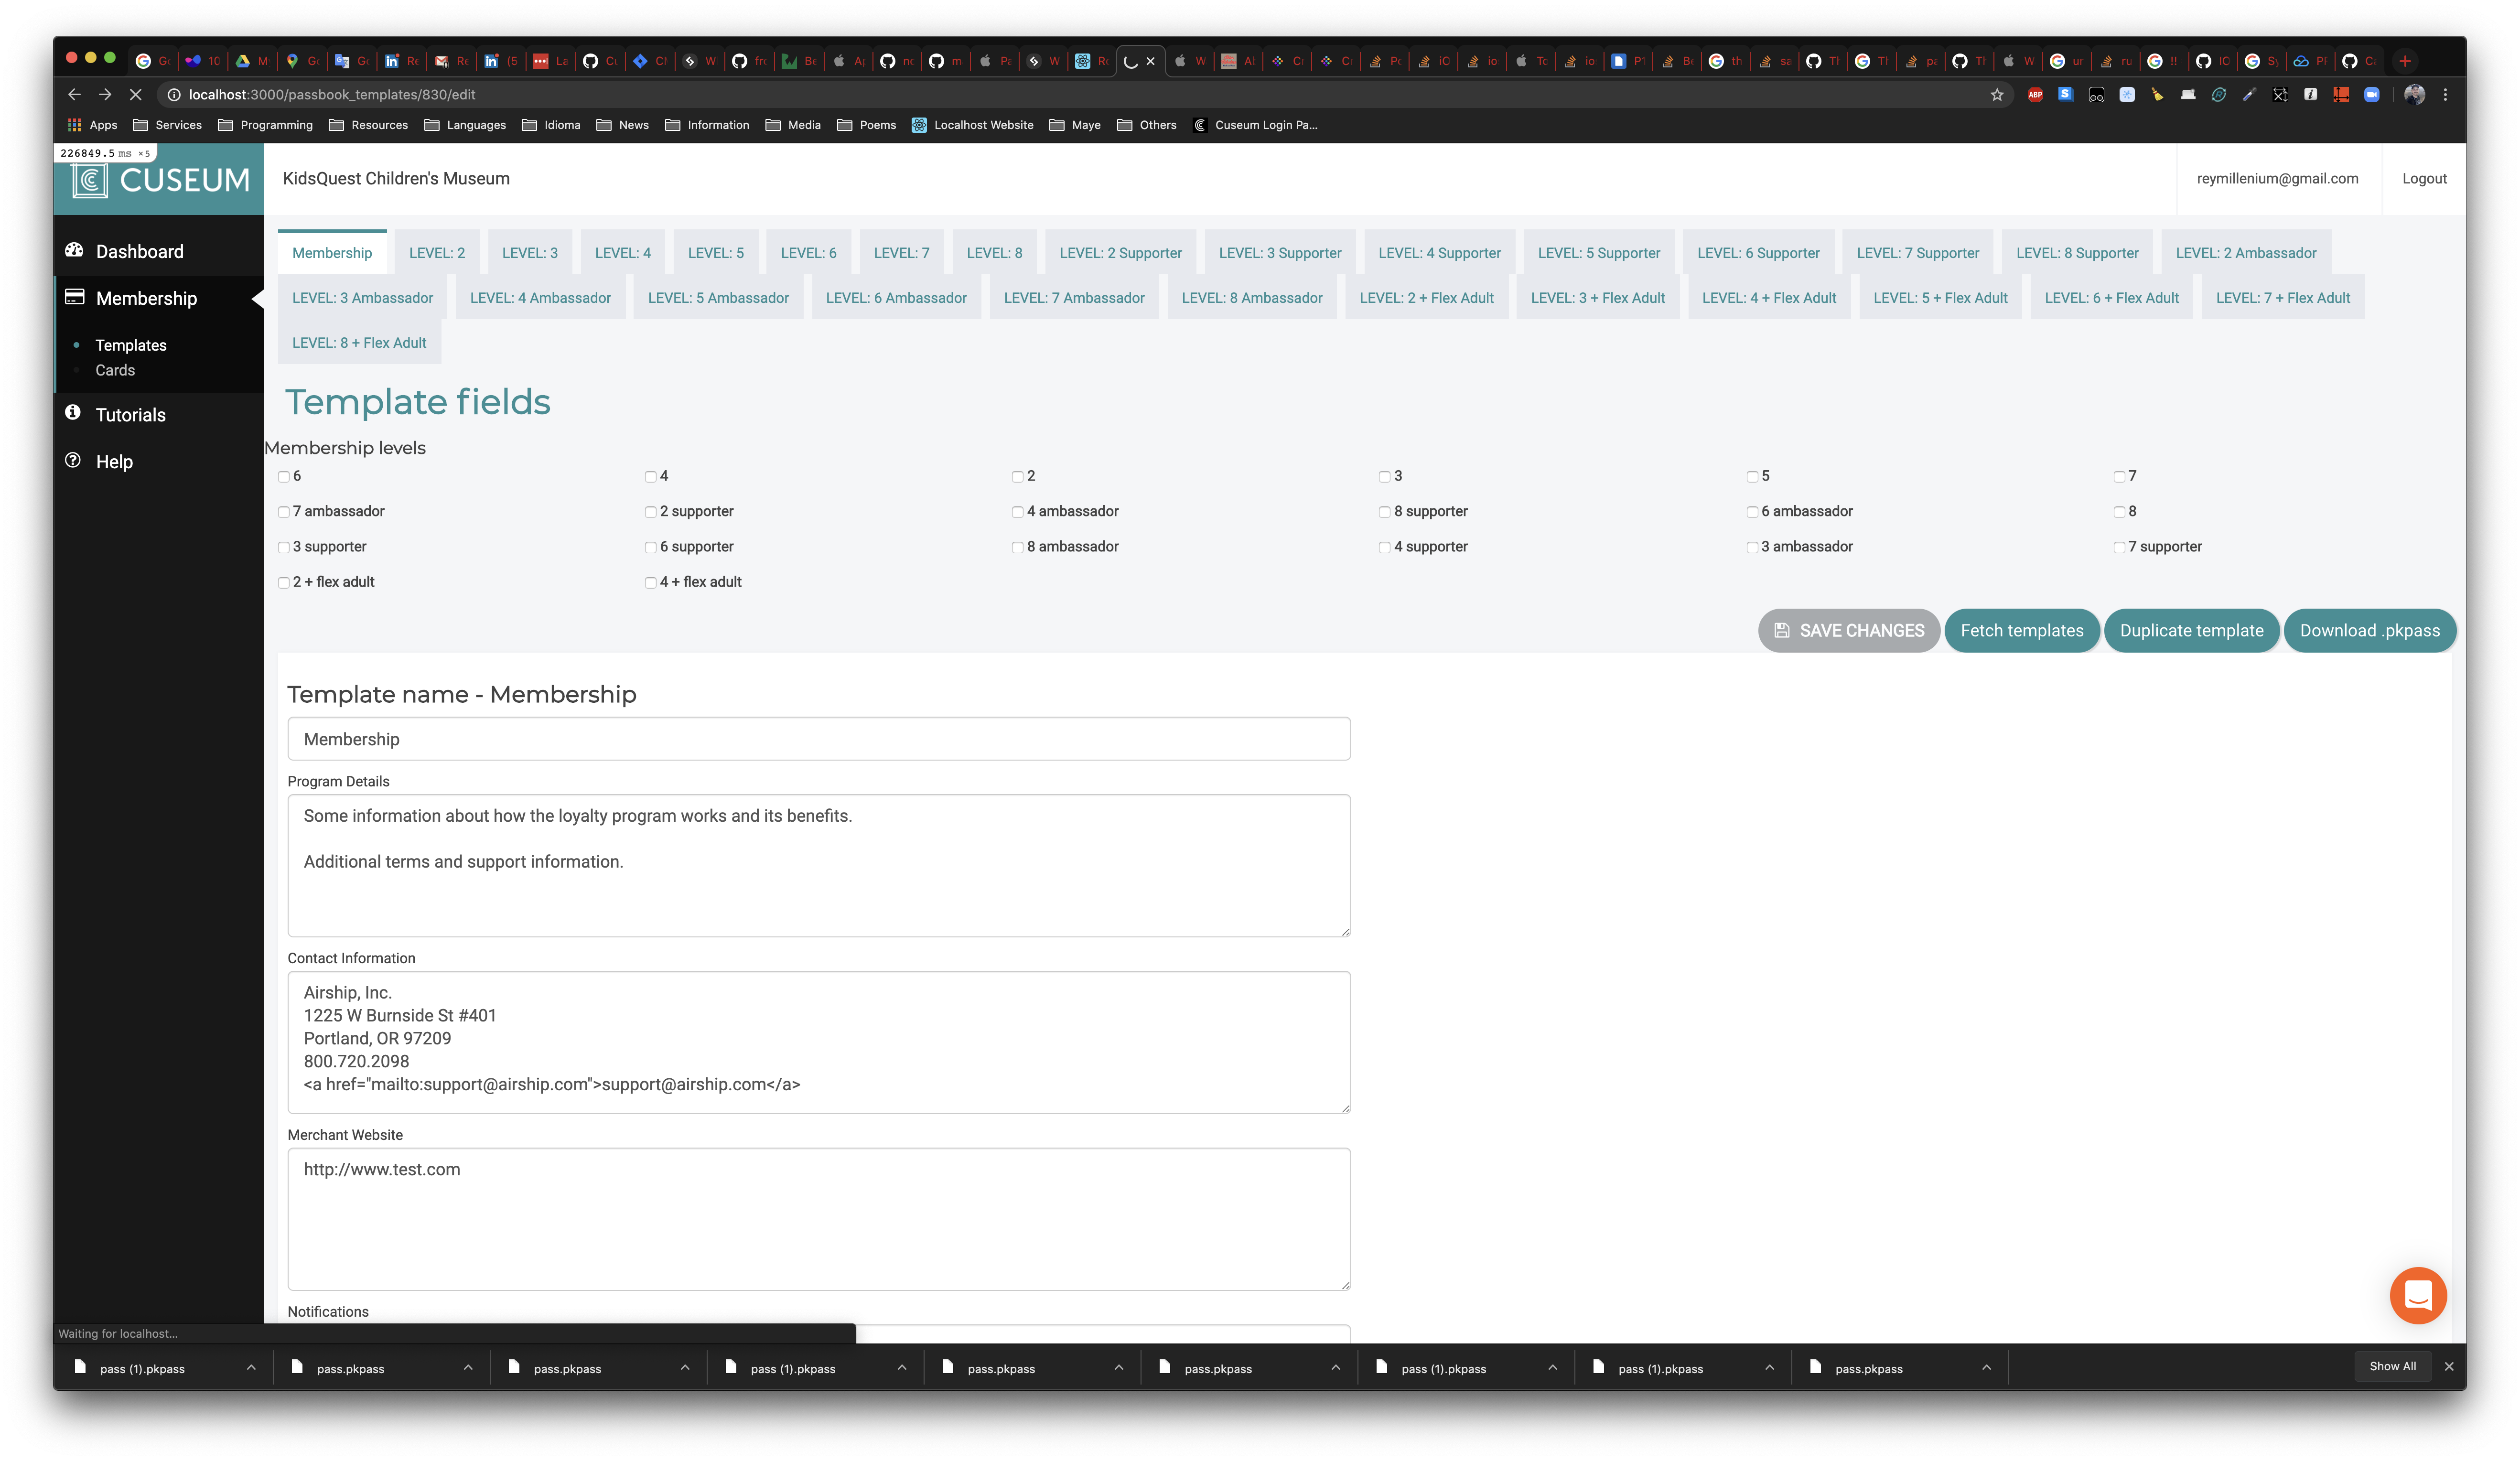 localhost:3000/passbook_templates/830/edit
Apps Services Programming Resources Languages Idioma News Information Media Poems Localhost Website Maye Others Cuseum Login Pa...
226849.5 ms ×5
CUSEUM
KidsQuest Children's Museum
reymillenium@gmail.com
Logout
Dashboard
Membership
Templates
Cards
Tutorials
Help
Membership LEVEL: 2 LEVEL: 3 LEVEL: 4 LEVEL: 5 LEVEL: 6 LEVEL: 7 LEVEL: 8 LEVEL: 2 Supporter LEVEL: 3 Supporter LEVEL: 4 Supporter LEVEL: 5 Supporter LEVEL: 6 Supporter LEVEL: 7 Supporter LEVEL: 8 Supporter LEVEL: 2 Ambassador
LEVEL: 3 Ambassador LEVEL: 4 Ambassador LEVEL: 5 Ambassador LEVEL: 6 Ambassador LEVEL: 7 Ambassador LEVEL: 8 Ambassador LEVEL: 2 + Flex Adult LEVEL: 3 + Flex Adult LEVEL: 4 + Flex Adult LEVEL: 5 + Flex Adult LEVEL: 6 + Flex Adult LEVEL: 7 + Flex Adult
LEVEL: 8 + Flex Adult
Template fields
Membership levels
6 4 2 3 5 7
7 ambassador 2 supporter 4 ambassador 8 supporter 6 ambassador 8
3 supporter 6 supporter 8 ambassador 4 supporter 3 ambassador 7 supporter
2 + flex adult 4 + flex adult
SAVE CHANGES Fetch templates Duplicate template Download .pkpass
Template name - Membership
Membership
Program Details
Some information about how the loyalty program works and its benefits.
Additional terms and support information.
Contact Information
Airship, Inc.
1225 W Burnside St #401
Portland, OR 97209
800.720.2098
<a href="mailto:support@airship.com">support@airship.com</a>
Merchant Website
http://www.test.com
Notifications
Waiting for localhost...
pass (1).pkpass pass.pkpass pass.pkpass pass (1).pkpass pass.pkpass pass.pkpass pass (1).pkpass pass (1).pkpass pass.pkpass Show All